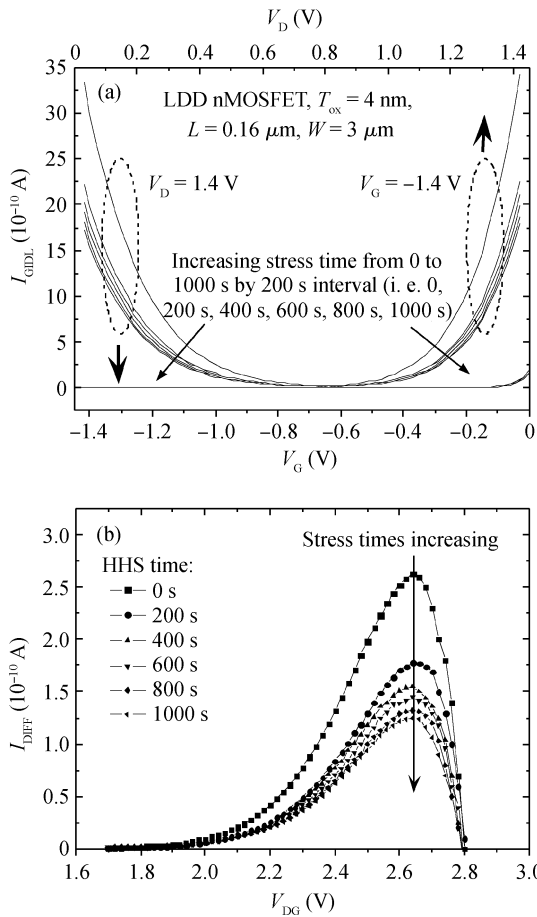 V_D (V)
0 0.2 0.4 0.6 0.8 1.0 1.2 1.4
35
30
25
20
15
10
5
0
I_GIDL (10⁻¹⁰ A)
(a)
LDD nMOSFET, T_ox = 4 nm,
L = 0.16 μm, W = 3 μm
V_D = 1.4 V
V_G = −1.4 V
Increasing stress time from 0 to
1000 s by 200 s interval (i. e. 0,
200 s, 400 s, 600 s, 800 s, 1000 s)
−1.4 −1.2 −1.0 −0.8 −0.6 −0.4 −0.2 0
V_G (V)
3.0
2.5
2.0
1.5
1.0
0.5
0
I_DIFF (10⁻¹⁰ A)
(b)
Stress times increasing
HHS time:
0 s
200 s
400 s
600 s
800 s
1000 s
1.6 1.8 2.0 2.2 2.4 2.6 2.8 3.0
V_DG (V)